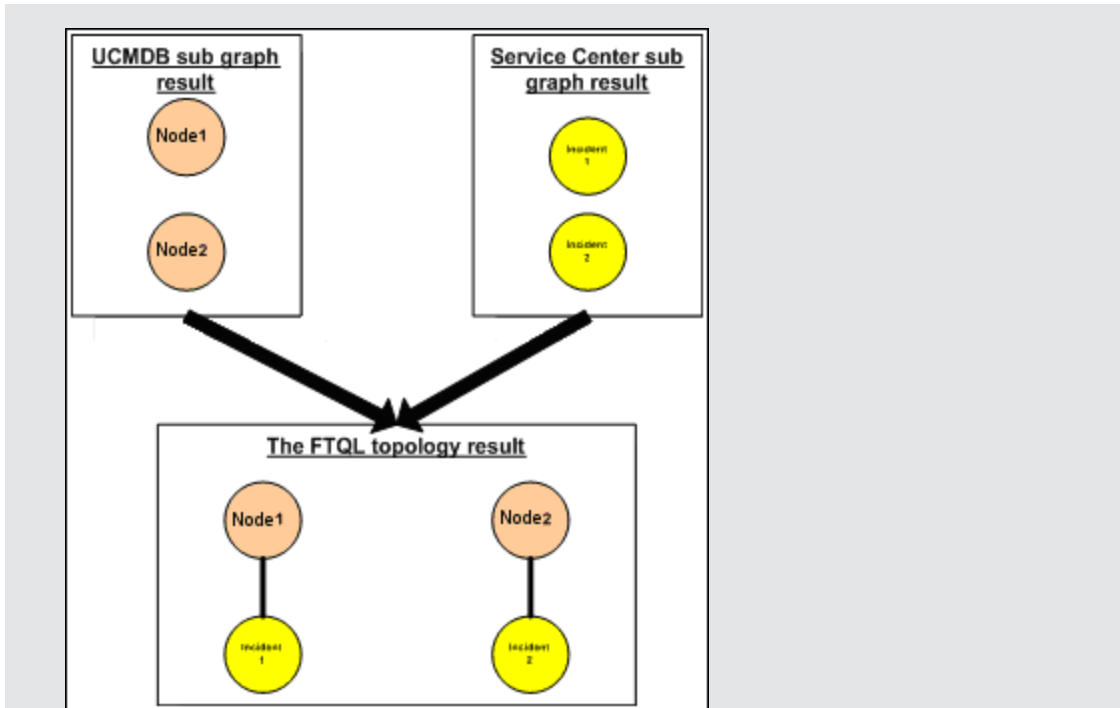 UCMDB sub graph
result
Node1
Node2
Service Center sub
graph result
Incident
1
Incident
2
The FTQL topology result
Node1
Node2
Incident
1
Incident
2